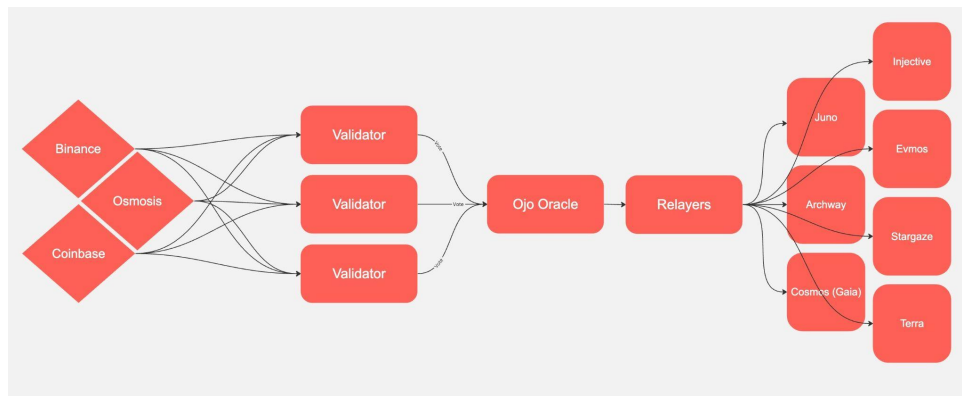 Binance
Osmosis
Coinbase
Validator
Validator
Validator
Vote
Vote
Vote
Ojo Oracle
Relayers
Juno
Archway
Cosmos (Gaia)
Injective
Evmos
Stargaze
Terra